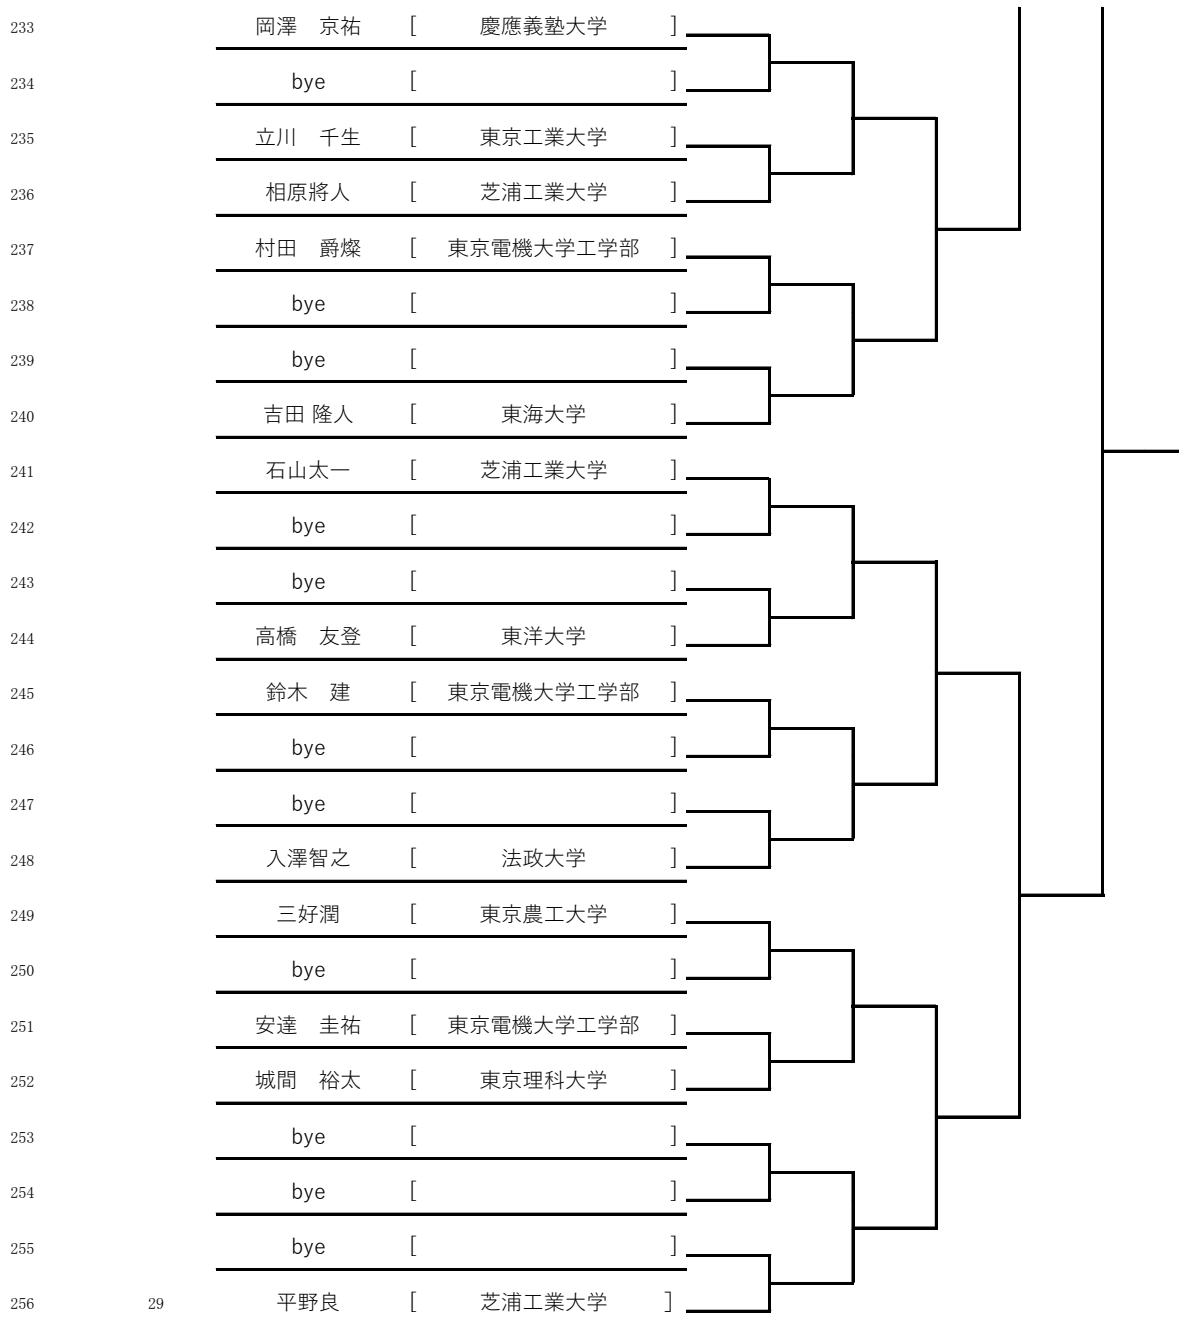 233 岡澤　京祐 [ 慶應義塾大学 ]
234 bye [ ]
235 立川　千生 [ 東京工業大学 ]
236 相原將人 [ 芝浦工業大学 ]
237 村田　爵燦 [ 東京電機大学工学部 ]
238 bye [ ]
239 bye [ ]
240 吉田 隆人 [ 東海大学 ]
241 石山太一 [ 芝浦工業大学 ]
242 bye [ ]
243 bye [ ]
244 高橋　友登 [ 東洋大学 ]
245 鈴木　建 [ 東京電機大学工学部 ]
246 bye [ ]
247 bye [ ]
248 入澤智之 [ 法政大学 ]
249 三好潤 [ 東京農工大学 ]
250 bye [ ]
251 安達　圭祐 [ 東京電機大学工学部 ]
252 城間　裕太 [ 東京理科大学 ]
253 bye [ ]
254 bye [ ]
255 bye [ ]
256 29 平野良 [ 芝浦工業大学 ]